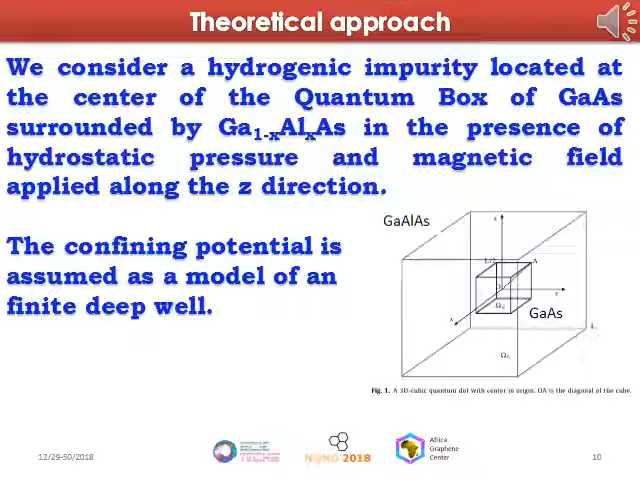 Theoretical approach
We consider a hydrogenic impurity located at
the center of the Quantum Box of GaAs
surrounded by Ga1-xAlxAs in the presence of
hydrostatic pressure and magnetic field
applied along the z direction.
The confining potential is
assumed as a model of an
finite deep well.
GaAlAs
A
GaAs
Fig. 1. A 3D-cubic quantum dot with center in origin. OA is the diagonal of the cube.
12/29-30/2018
NANO 2018
Africa
Graphene
Center
10